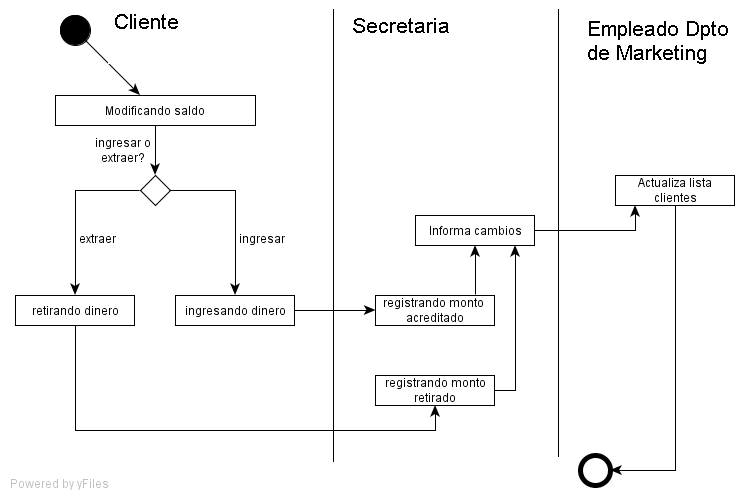 Cliente
Secretaria
Empleado Dpto
de Marketing
Modificando saldo
ingresar o
extraer?
Actualiza lista
clientes
extraer
ingresar
Informa cambios
retirando dinero
ingresando dinero
registrando monto
acreditado
registrando monto
retirado
Powered by yFiles